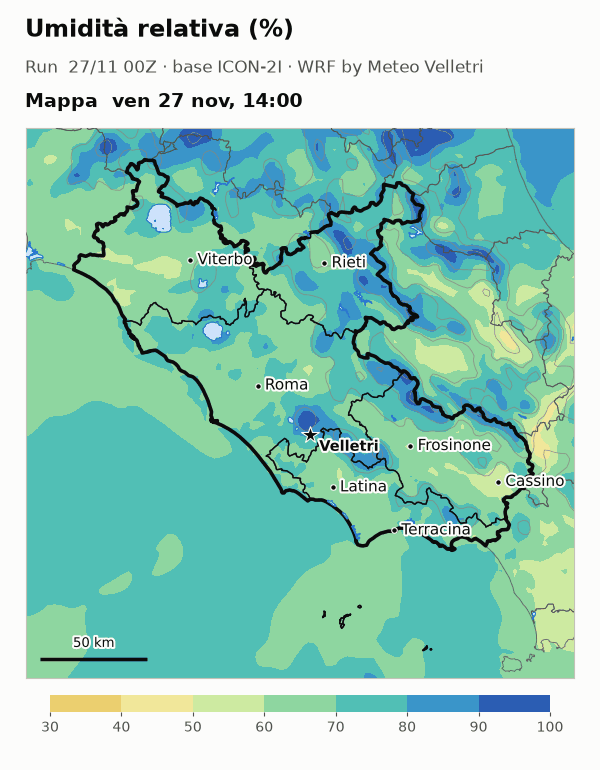 Umidità relativa (%)
Run  27/11 00Z · base ICON-2I · WRF by Meteo Velletri
Mappa  ven 27 nov, 14:00
Viterbo
Rieti
Roma
Velletri
Frosinone
Cassino
Latina
Terracina
50 km
30 40 50 60 70 80 90 100